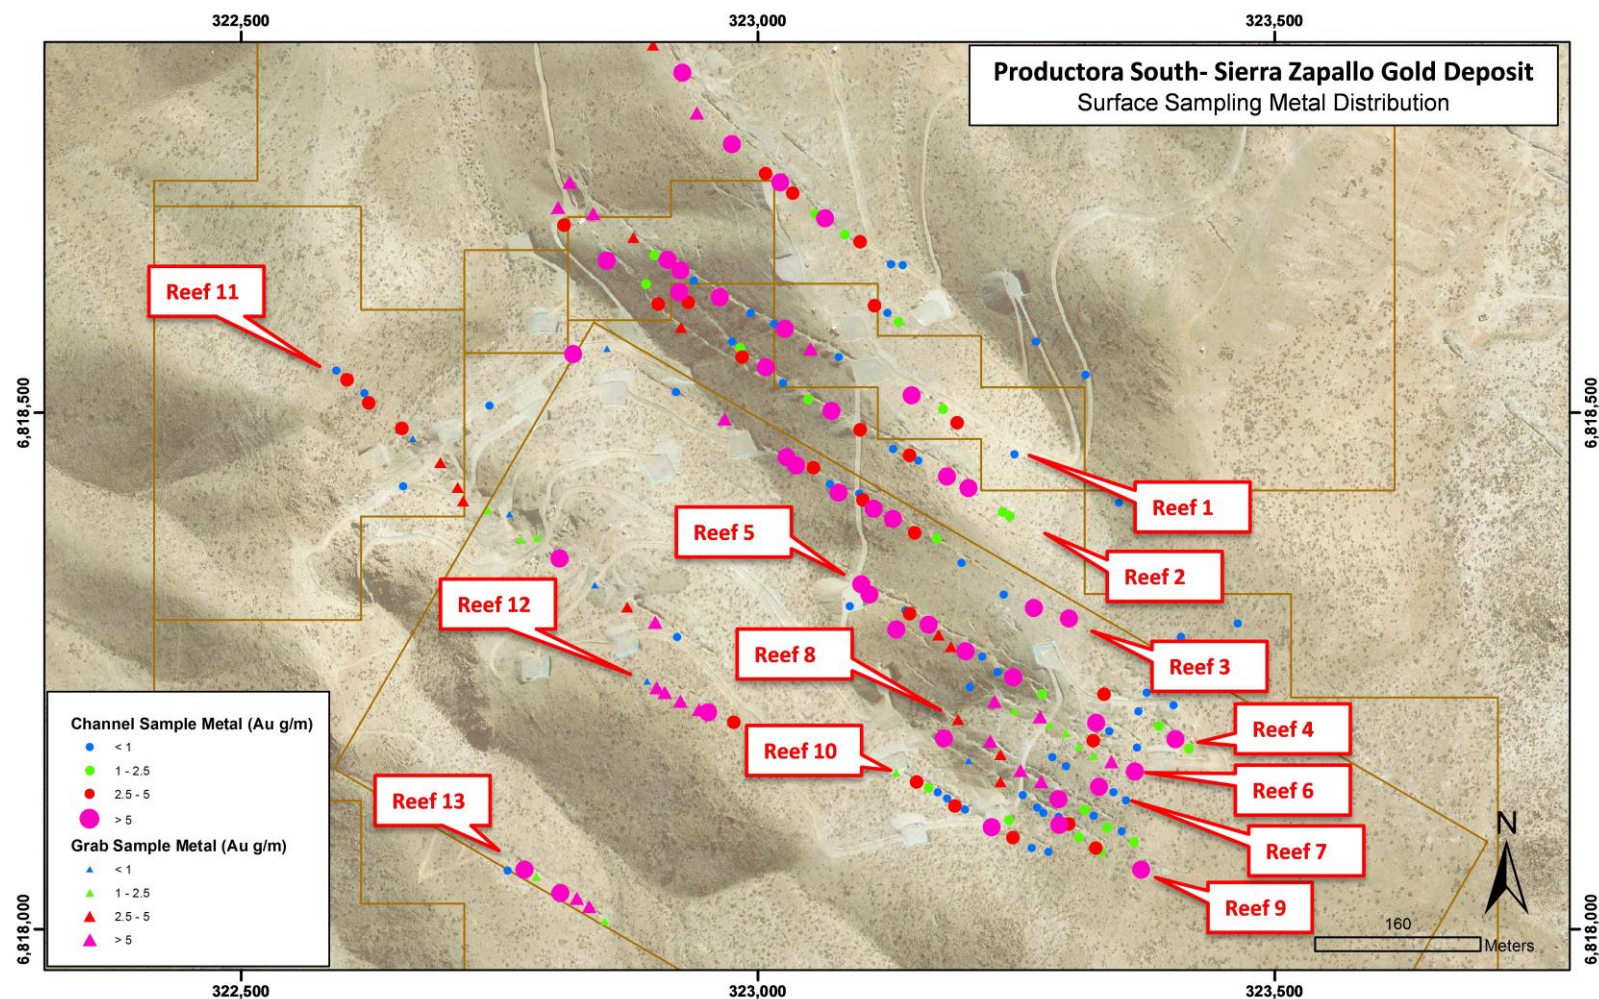 322,500
323,000
323,500
Productora South- Sierra Zapallo Gold Deposit
Surface Sampling Metal Distribution
Reef 11
6,818,500
6,818,500
Reef 1
Reef 5
Reef 2
Reef 12
Reef 8
Reef 3
Reef 4
Reef 10
Reef 6
Reef 13
Reef 7
Reef 9
Channel Sample Metal (Au g/m)
< 1
1 - 2.5
2.5 - 5
> 5
Grab Sample Metal (Au g/m)
< 1
1 - 2.5
2.5 - 5
> 5
N
160
Meters
6,818,000
6,818,000
322,500
323,000
323,500